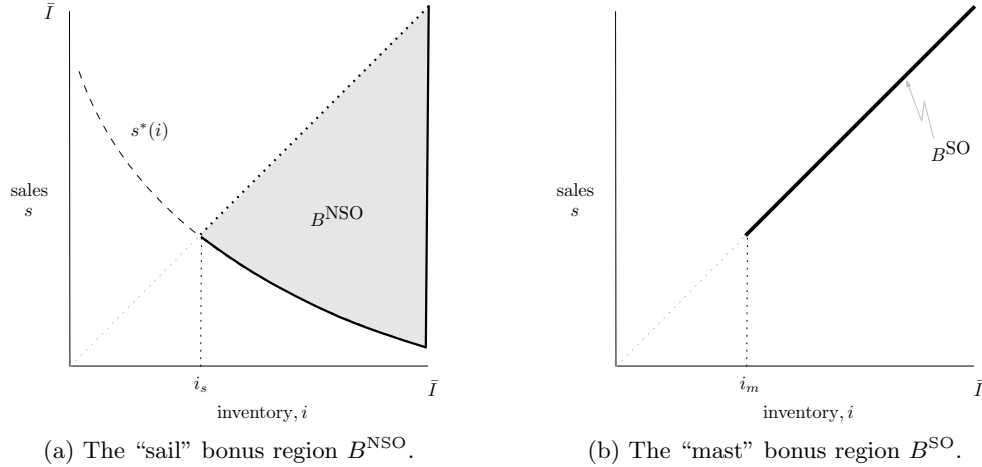 Ī
s*(i)
sales
s
B^NSO
i_s
Ī
inventory, i
(a) The “sail” bonus region B^NSO.
Ī
sales
s
B^SO
i_m
Ī
inventory, i
(b) The “mast” bonus region B^SO.